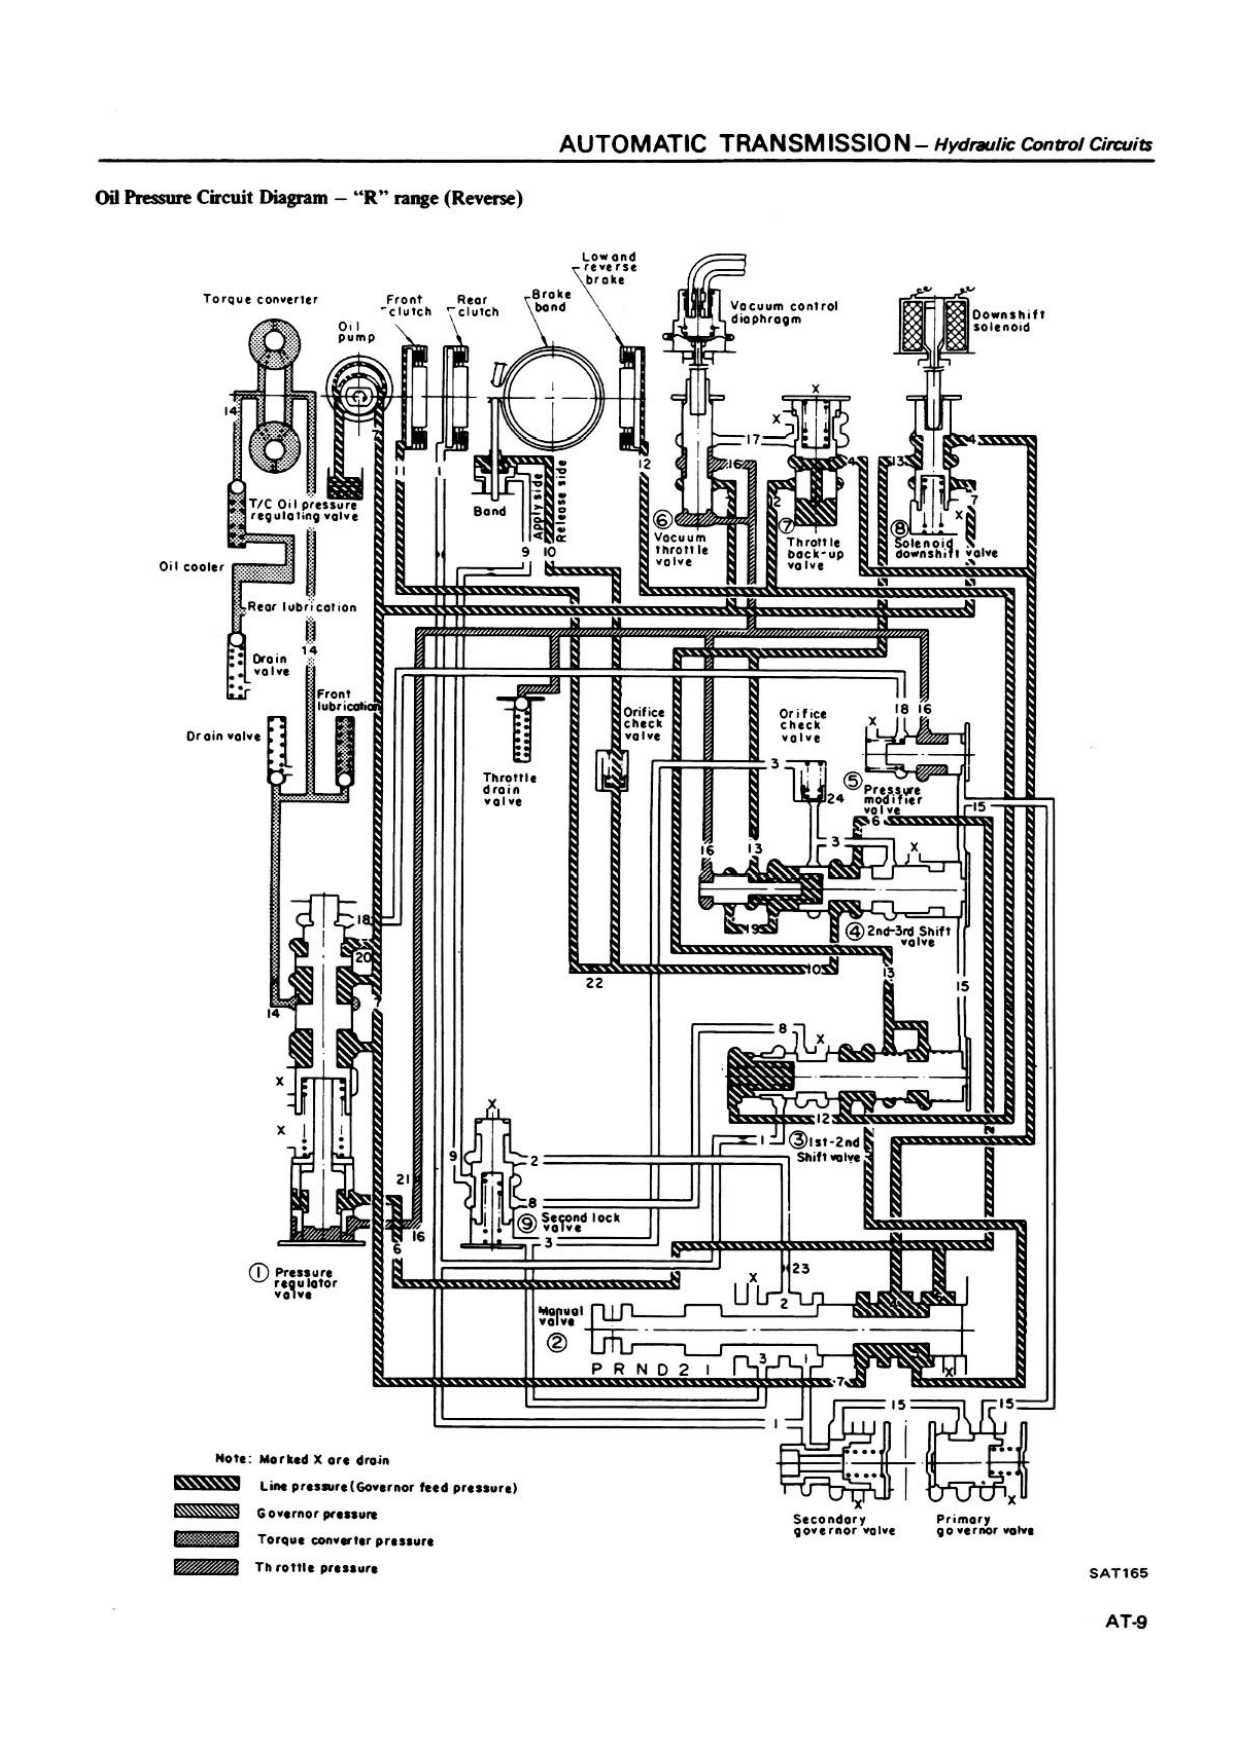 AUTOMATIC TRANSMISSION – Hydraulic Control Circuits
Oil Pressure Circuit Diagram – “R” range (Reverse)
Low and
reverse
brake
Torque converter
Front
clutch
Rear
clutch
Brake
band
Oil
pump
Vacuum control
diaphragm
Downshift
solenoid
X
X
14
7
1
1
12
17
16
4
13
4
7
Band
Apply side
Release side
T/C Oil pressure
regulating valve
6
Vacuum
throttle
valve
12
7
Throttle
back-up
valve
X
8
Solenoid
downshift valve
9
10
Oil cooler
Rear lubrication
14
Drain
valve
Front
lubrication
Drain valve
Throttle
drain
valve
Orifice
check
valve
Orifice
check
valve
18
16
X
5
Pressure
modifier
valve
3
24
15
6
3
X
16
13
19
4
2nd-3rd Shift
valve
18
20
7
14
22
10
13
15
8
X
X
X
12
1
3
1st-2nd
Shift valve
X
9
2
21
8
9
Second lock
valve
3
16
6
1
Pressure
regulator
valve
23
X
2
4
5
Manual
valve
2
P R N D 2 1
3
1
7
X
15
15
1
X
X
Secondary
governor valve
Primary
governor valve
Note: Marked X are drain
Line pressure (Governor feed pressure)
Governor pressure
Torque converter pressure
Throttle pressure
SAT165
AT-9